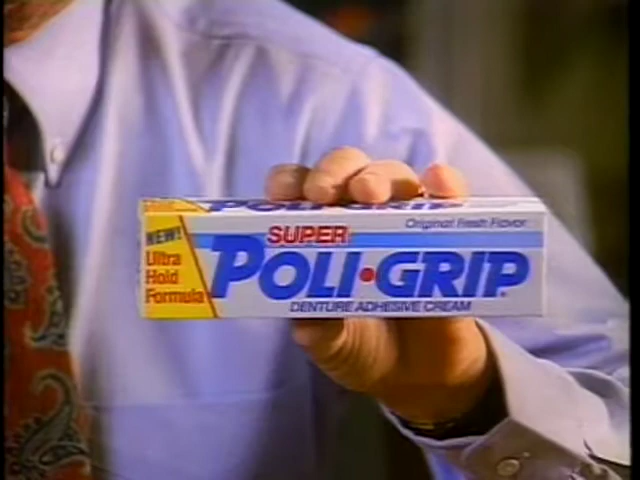 POLI•GRIP
NEW!
Ultra
Hold
Formula
Original Fresh Flavor
SUPER
POLI•GRIP
DENTURE ADHESIVE CREAM